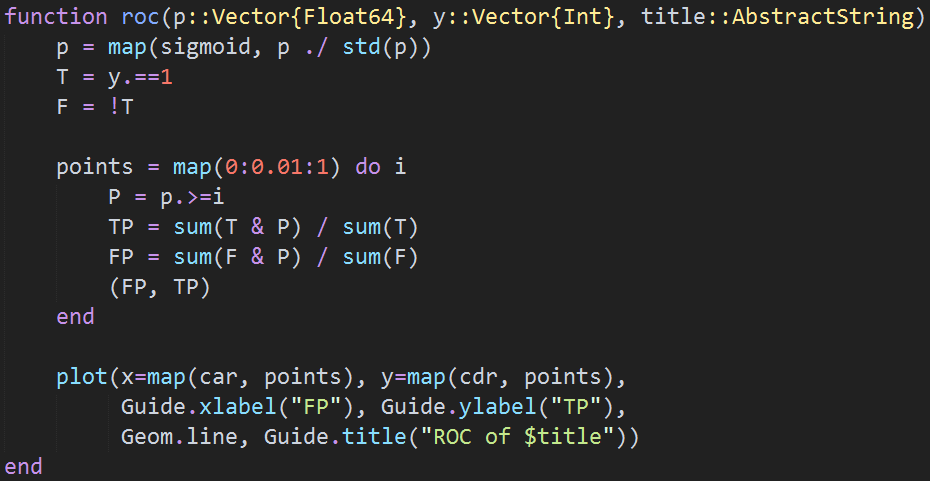 function roc(p::Vector{Float64}, y::Vector{Int}, title::AbstractString)
    p = map(sigmoid, p ./ std(p))
    T = y.==1
    F = !T

    points = map(0:0.01:1) do i
        P = p.>=i
        TP = sum(T & P) / sum(T)
        FP = sum(F & P) / sum(F)
        (FP, TP)
    end

    plot(x=map(car, points), y=map(cdr, points),
         Guide.xlabel("FP"), Guide.ylabel("TP"),
         Geom.line, Guide.title("ROC of $title"))
end